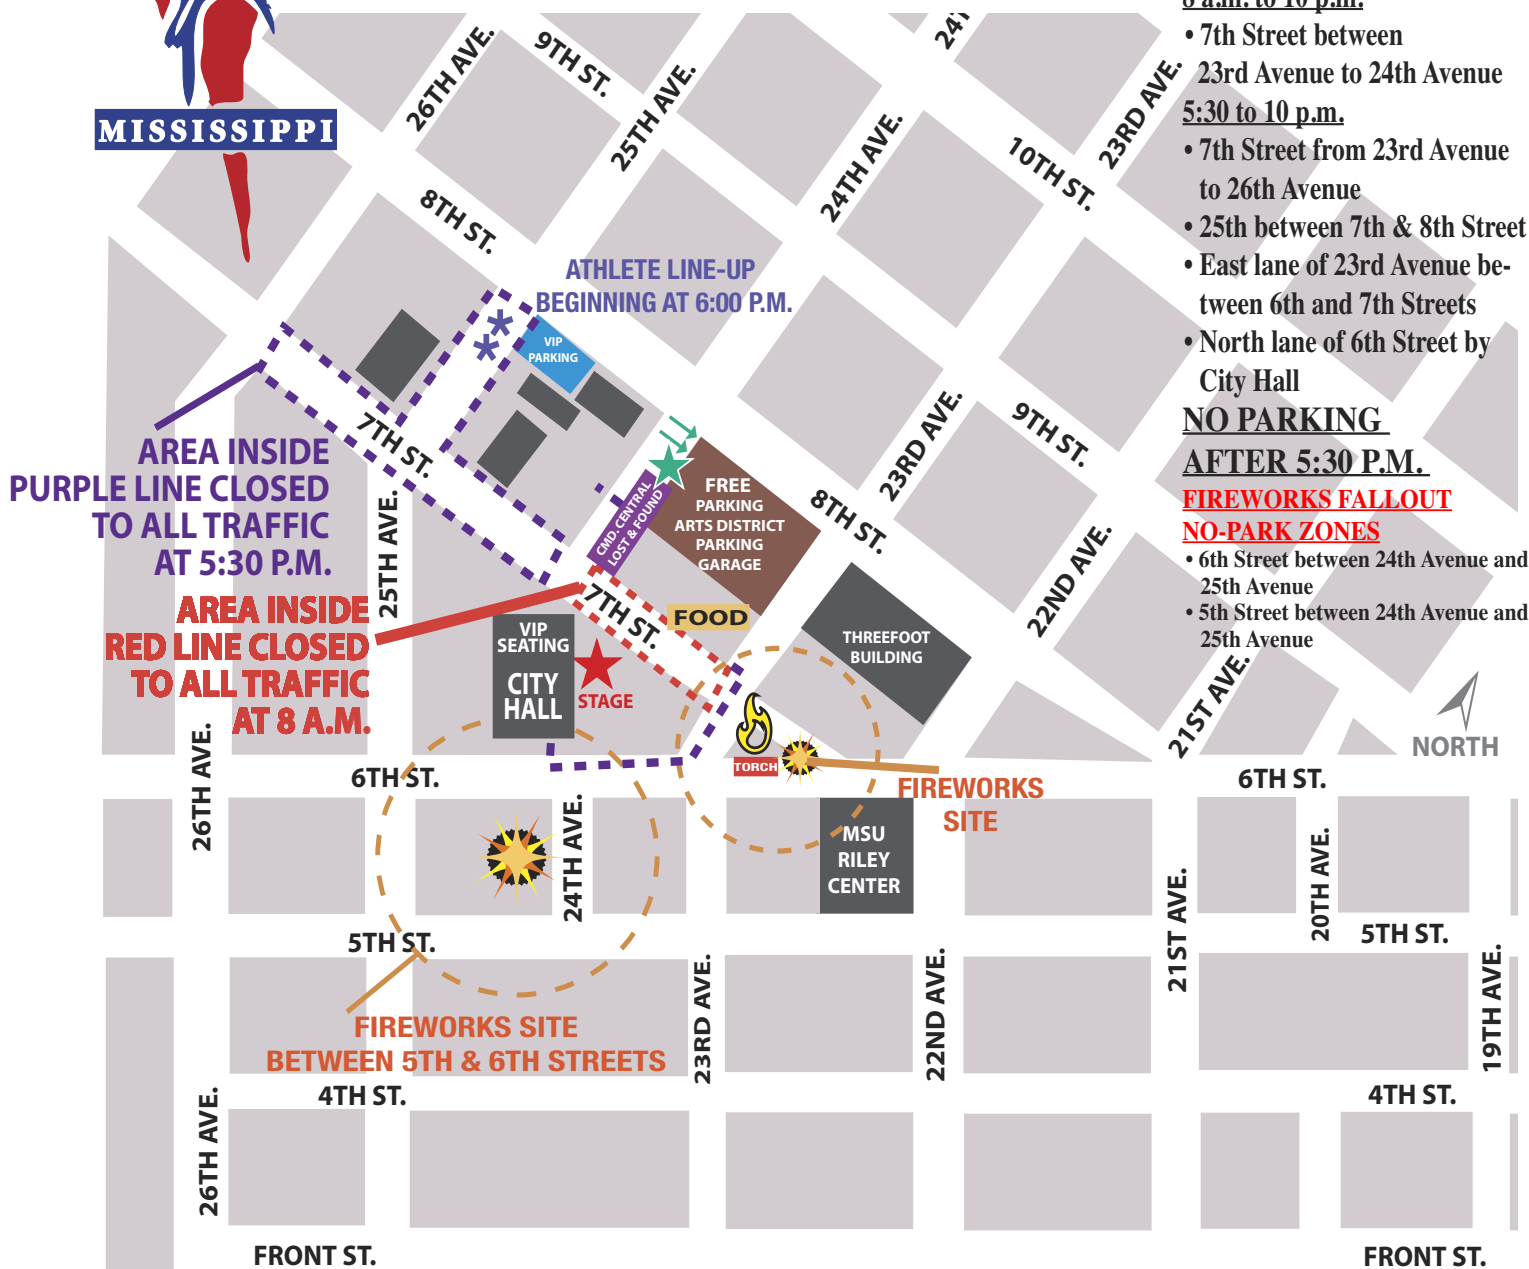 MISSISSIPPI
26TH AVE.
9TH ST.
25TH AVE.
24TH AVE.
23RD AVE.
10TH ST.
8TH ST.
ATHLETE LINE-UP
BEGINNING AT 6:00 P.M.
VIP
PARKING
7TH ST.
AREA INSIDE
PURPLE LINE CLOSED
TO ALL TRAFFIC
AT 5:30 P.M.
AREA INSIDE
RED LINE CLOSED
TO ALL TRAFFIC
AT 8 A.M.
25TH AVE.
CMD. CENTRAL
LOST & FOUND
FREE
PARKING
ARTS DISTRICT
PARKING
GARAGE
8TH ST.
23RD AVE.
9TH ST.
22ND AVE.
7TH ST.
FOOD
VIP
SEATING
CITY
HALL
STAGE
THREEFOOT
BUILDING
TORCH
FIREWORKS
SITE
MSU
RILEY
CENTER
21ST AVE.
NORTH
8 a.m. to 10 p.m.
• 7th Street between
23rd Avenue to 24th Avenue
5:30 to 10 p.m.
• 7th Street from 23rd Avenue
to 26th Avenue
• 25th between 7th & 8th Street
• East lane of 23rd Avenue be-
tween 6th and 7th Streets
• North lane of 6th Street by
City Hall
NO PARKING
AFTER 5:30 P.M.
FIREWORKS FALLOUT
NO-PARK ZONES
• 6th Street between 24th Avenue and
25th Avenue
• 5th Street between 24th Avenue and
25th Avenue
26TH AVE.
6TH ST.
6TH ST.
24TH AVE.
21ST AVE.
20TH AVE.
5TH ST.
5TH ST.
23RD AVE.
22ND AVE.
19TH AVE.
FIREWORKS SITE
BETWEEN 5TH & 6TH STREETS
4TH ST.
4TH ST.
26TH AVE.
FRONT ST.
FRONT ST.